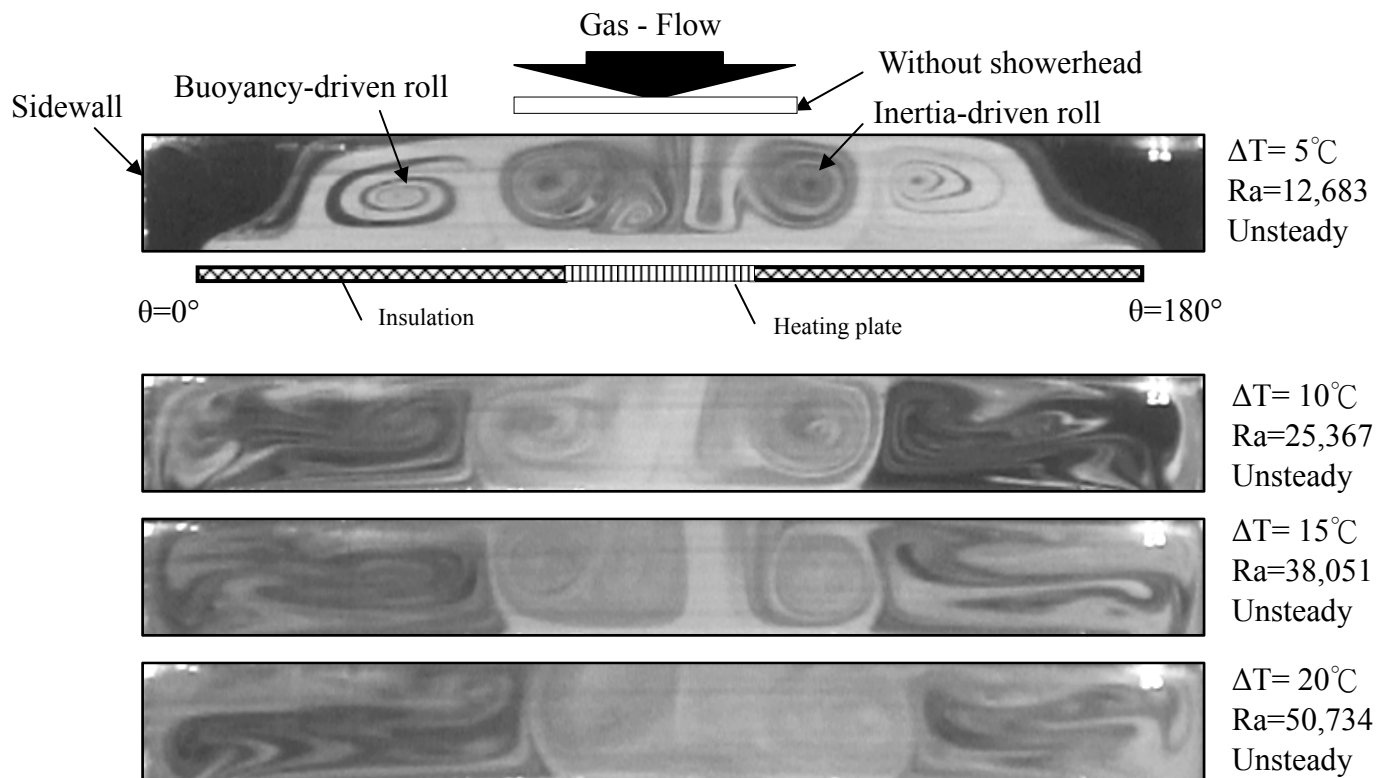 Gas - Flow
Without showerhead
Buoyancy-driven roll
Sidewall
Inertia-driven roll
ΔT= 5℃
Ra=12,683
Unsteady
θ=0°
Insulation
Heating plate
θ=180°
ΔT= 10℃
Ra=25,367
Unsteady
ΔT= 15℃
Ra=38,051
Unsteady
ΔT= 20℃
Ra=50,734
Unsteady